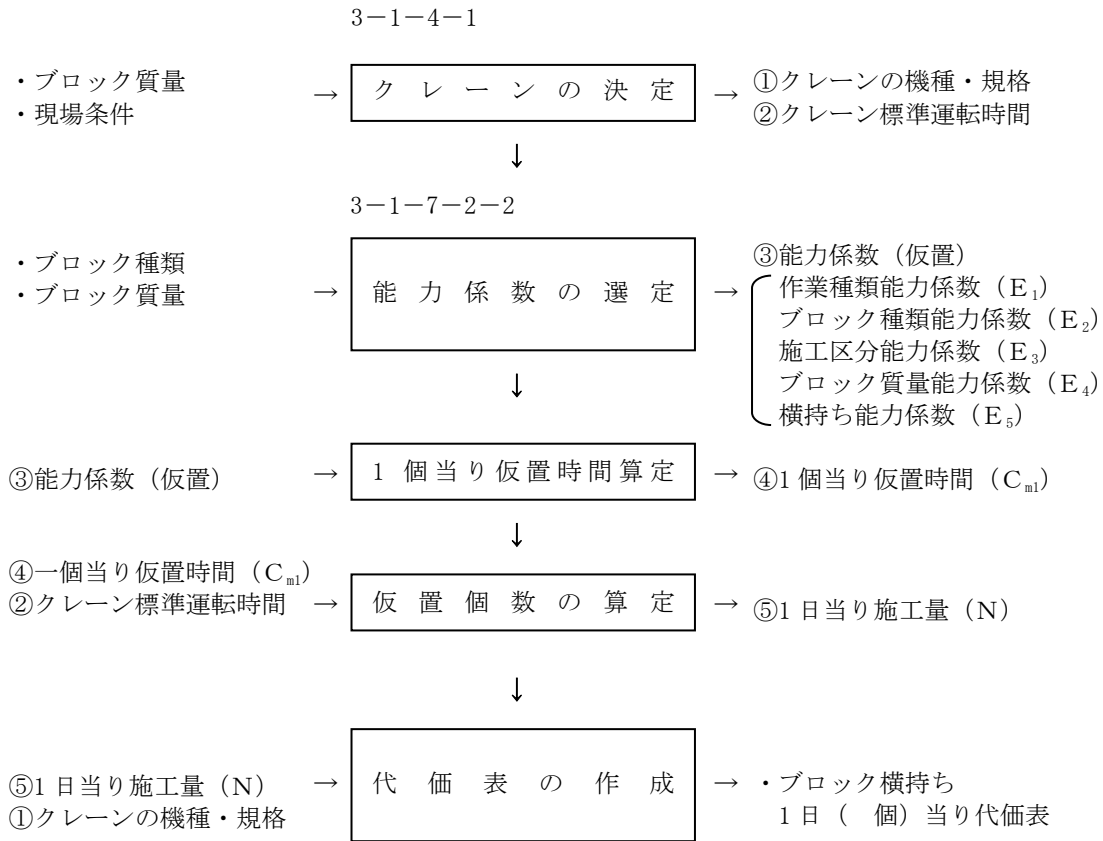 3－1－4－1
・ブロック質量
・現場条件
→
クレーンの決定
→
①クレーンの機種・規格
②クレーン標準運転時間
↓
3－1－7－2－2
・ブロック種類
・ブロック質量
→
能力係数の選定
→
③能力係数（仮置）
作業種類能力係数（Ｅ₁）
ブロック種類能力係数（Ｅ₂）
施工区分能力係数（Ｅ₃）
ブロック質量能力係数（Ｅ₄）
横持ち能力係数（Ｅ₅）
↓
③能力係数（仮置）
→
1 個当り仮置時間算定
→
④1 個当り仮置時間（Ｃm1）
↓
④一個当り仮置時間（Ｃm1）
②クレーン標準運転時間
→
仮置個数の算定
→
⑤1 日当り施工量（Ｎ）
↓
⑤1 日当り施工量（Ｎ）
①クレーンの機種・規格
→
代価表の作成
→
・ブロック横持ち
1 日（　個）当り代価表